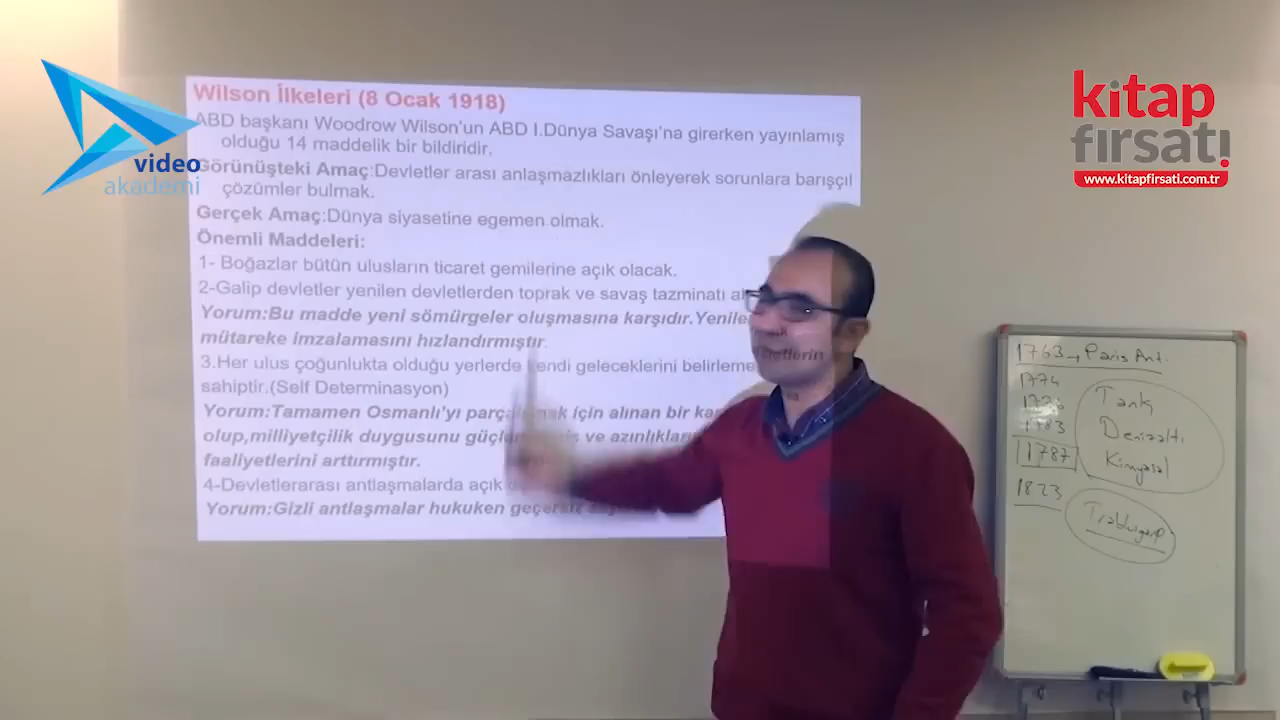 video
akademi
kitap
fırsatı!
www.kitapfirsati.com.tr
Wilson İlkeleri (8 Ocak 1918)
ABD başkanı Woodrow Wilson'un ABD I.Dünya Savaşı'na girerken yayınlamış
olduğu 14 maddelik bir bildiridir.
Görünüşteki Amaç:Devletler arası anlaşmazlıkları önleyerek sorunlara barışçıl
çözümler bulmak.
Gerçek Amaç:Dünya siyasetine egemen olmak.
Önemli Maddeleri:
1- Boğazlar bütün ulusların ticaret gemilerine açık olacak.
2-Galip devletler yenilen devletlerden toprak ve savaş tazminatı
Yorum:Bu madde yeni sömürgeler oluşmasına karşıdır.
mütareke imzalamasını hızlandırmıştır.
3.Her ulus çoğunlukta olduğu yerlerde kendi geleceklerini belirleme
sahiptir.(Self Determinasyon)
Yorum:Tamamen Osmanlı'yı parçalamak için alınan bir
olup,milliyetçilik duygusunu ve
faaliyetlerini arttırmıştır.
4-Devletlerarası antlaşmalarda açık
Yorum:Gizli antlaşmalar hukuken geçersiz
1763 → Paris Ant.
1774
1783
1787
1823
Tank
Denizaltı
Kimyasal
Trablusgarp